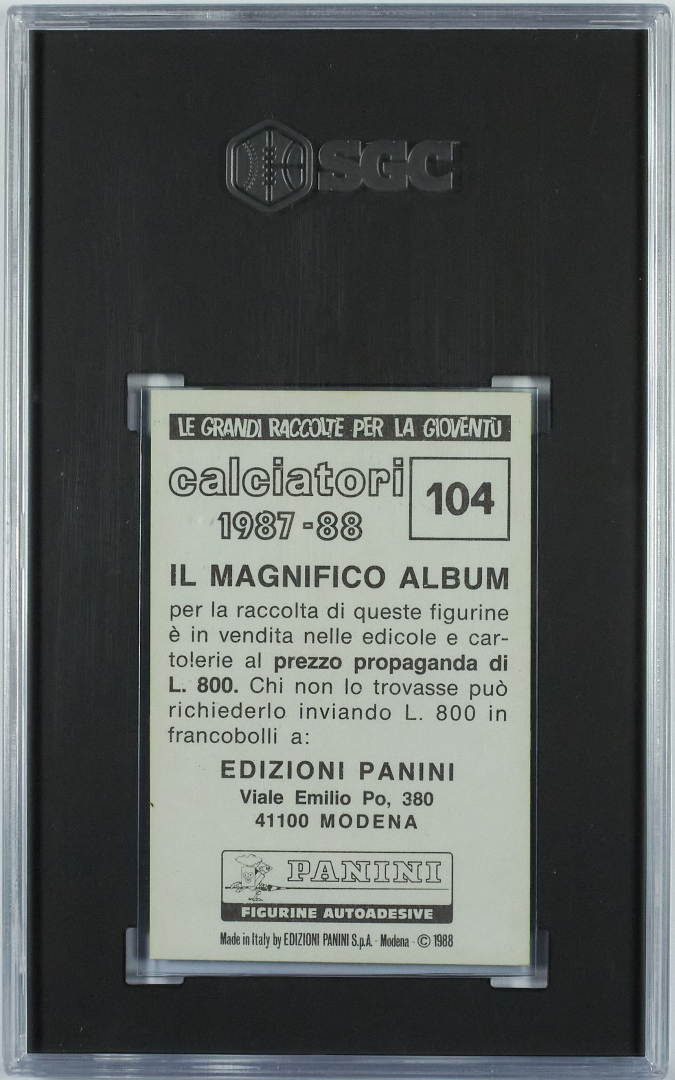 SGC
LE GRANDI RACCOLTE PER LA GIOVENTÙ
calciatori
1987-88
104
IL MAGNIFICO ALBUM
per la raccolta di queste figurine
è in vendita nelle edicole e car-
tolerie al prezzo propaganda di
L. 800. Chi non lo trovasse può
richiederlo inviando L. 800 in
francobolli a:
EDIZIONI PANINI
Viale Emilio Po, 380
41100 MODENA
PANINI
FIGURINE AUTOADESIVE
Made in Italy by EDIZIONI PANINI S.p.A. - Modena - © 1988